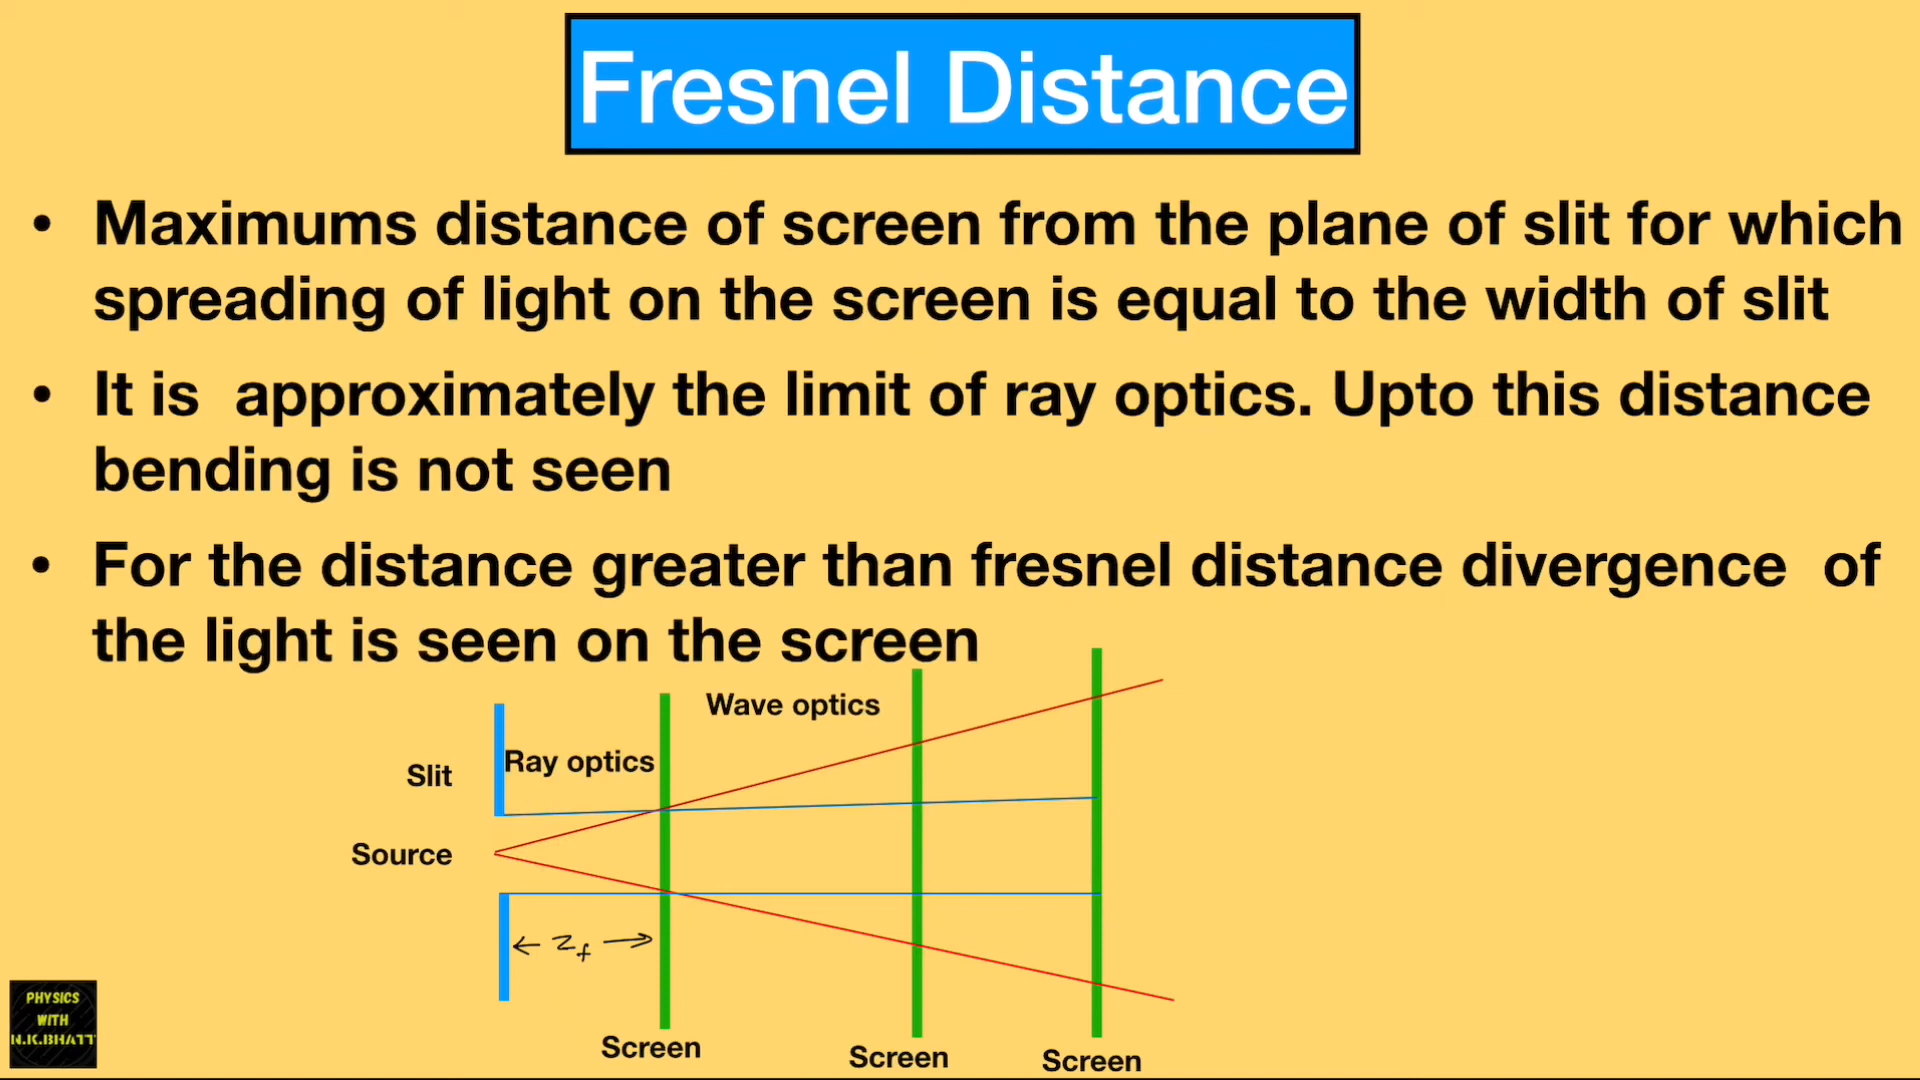 Fresnel Distance
• Maximums distance of screen from the plane of slit for which
spreading of light on the screen is equal to the width of slit
• It is approximately the limit of ray optics. Upto this distance
bending is not seen
• For the distance greater than fresnel distance divergence of
the light is seen on the screen
Wave optics
Ray optics
Slit
Source
← z_f →
PHYSICS
WITH
N.K.BHATT
Screen
Screen
Screen